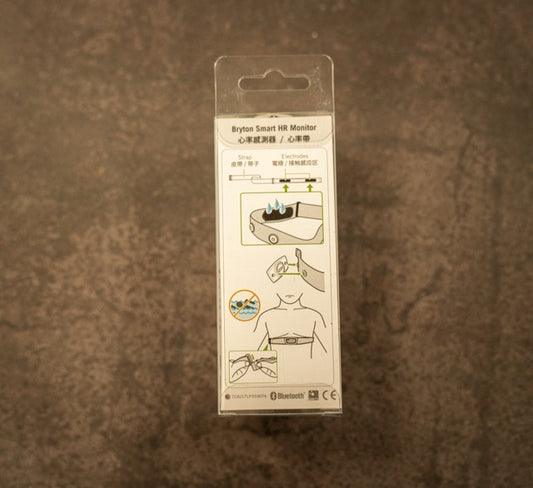 Bryton Smart HR Monitor
心率感測器 / 心率帶
Strap
皮帶 / 帶子
Electrodes
電極 / 接触感应区
Bluetooth®
CE